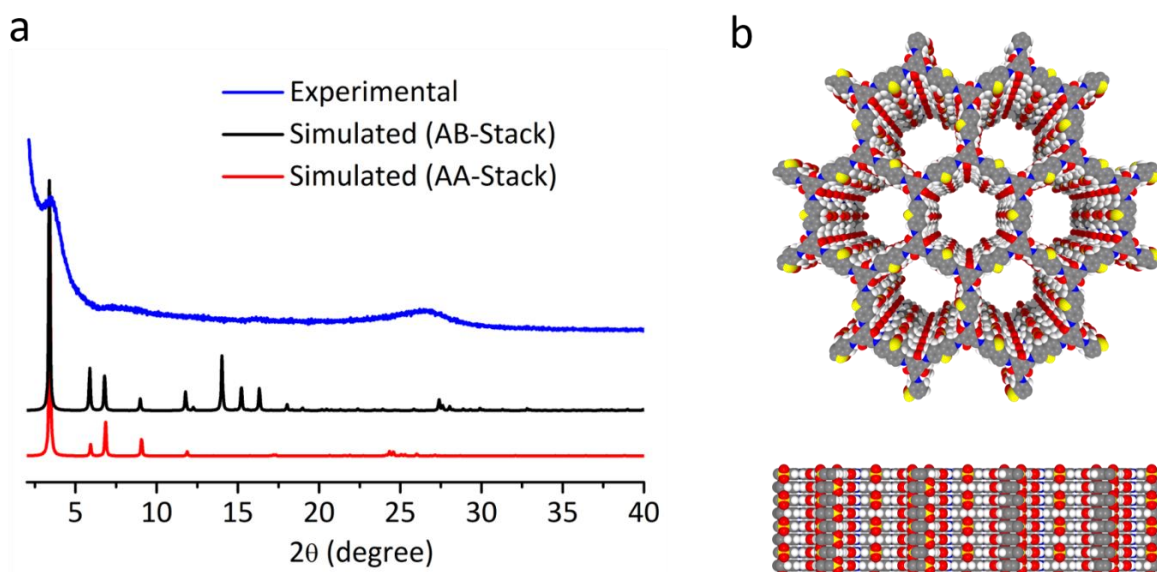 a
b
Experimental
Simulated (AB-Stack)
Simulated (AA-Stack)
5 10 15 20 25 30 35 40
2θ (degree)